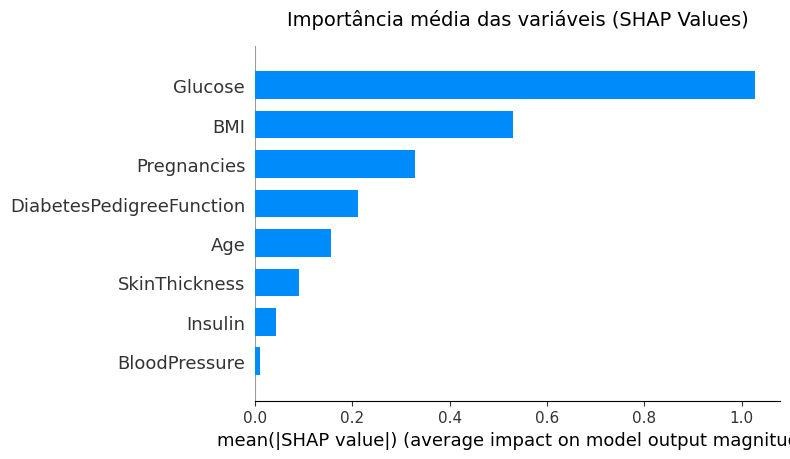 Importância média das variáveis (SHAP Values)
Glucose
BMI
Pregnancies
DiabetesPedigreeFunction
Age
SkinThickness
Insulin
BloodPressure
0.0 0.2 0.4 0.6 0.8 1.0
mean(|SHAP value|) (average impact on model output magnitud